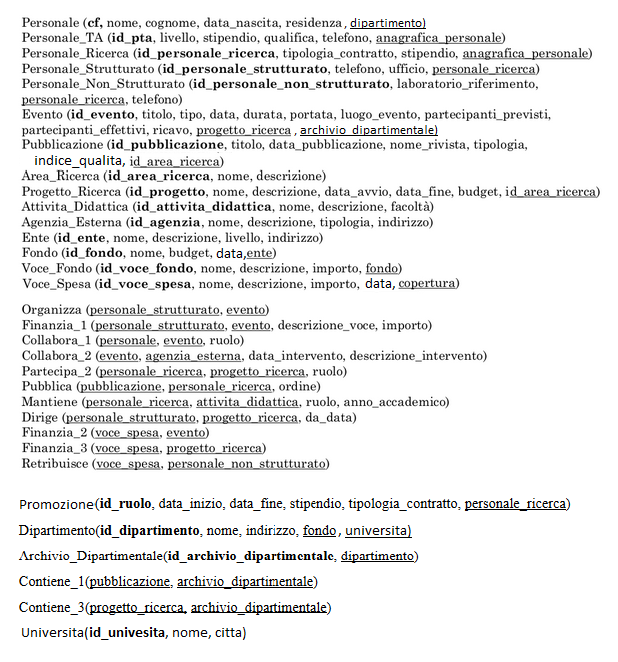 Personale (cf, nome, cognome, data_nascita, residenza, dipartimento)
Personale_TA (id_pta, livello, stipendio, qualifica, telefono, anagrafica_personale)
Personale_Ricerca (id_personale_ricerca, tipologia_contratto, stipendio, anagrafica_personale)
Personale_Strutturato (id_personale_strutturato, telefono, ufficio, personale_ricerca)
Personale_Non_Strutturato (id_personale_non_strutturato, laboratorio_riferimento,
personale_ricerca, telefono)
Evento (id_evento, titolo, tipo, data, durata, portata, luogo_evento, partecipanti_previsti,
partecipanti_effettivi, ricavo, progetto_ricerca , archivio_dipartimentale)
Pubblicazione (id_pubblicazione, titolo, data_pubblicazione, nome_rivista, tipologia,
indice_qualita, id_area_ricerca)
Area_Ricerca (id_area_ricerca, nome, descrizione)
Progetto_Ricerca (id_progetto, nome, descrizione, data_avvio, data_fine, budget, id_area_ricerca)
Attivita_Didattica (id_attivita_didattica, nome, descrizione, facoltà)
Agenzia_Esterna (id_agenzia, nome, descrizione, tipologia, indirizzo)
Ente (id_ente, nome, descrizione, livello, indirizzo)
Fondo (id_fondo, nome, budget, data,ente)
Voce_Fondo (id_voce_fondo, nome, descrizione, importo, fondo)
Voce_Spesa (id_voce_spesa, nome, descrizione, importo, data, copertura)
Organizza (personale_strutturato, evento)
Finanzia_1 (personale_strutturato, evento, descrizione_voce, importo)
Collabora_1 (personale, evento, ruolo)
Collabora_2 (evento, agenzia_esterna, data_intervento, descrizione_intervento)
Partecipa_2 (personale_ricerca, progetto_ricerca, ruolo)
Pubblica (pubblicazione, personale_ricerca, ordine)
Mantiene (personale_ricerca, attivita_didattica, ruolo, anno_accademico)
Dirige (personale_strutturato, progetto_ricerca, da_data)
Finanzia_2 (voce_spesa, evento)
Finanzia_3 (voce_spesa, progetto_ricerca)
Retribuisce (voce_spesa, personale_non_strutturato)
Promozione(id_ruolo, data_inizio, data_fine, stipendio, tipologia_contratto, personale_ricerca)
Dipartimento(id_dipartimento, nome, indirizzo, fondo , universita)
Archivio_Dipartimentale(id_archivio_dipartimentale, dipartimento)
Contiene_1(pubblicazione, archivio_dipartimentale)
Contiene_3(progetto_ricerca, archivio_dipartimentale)
Universita(id_univesita, nome, citta)